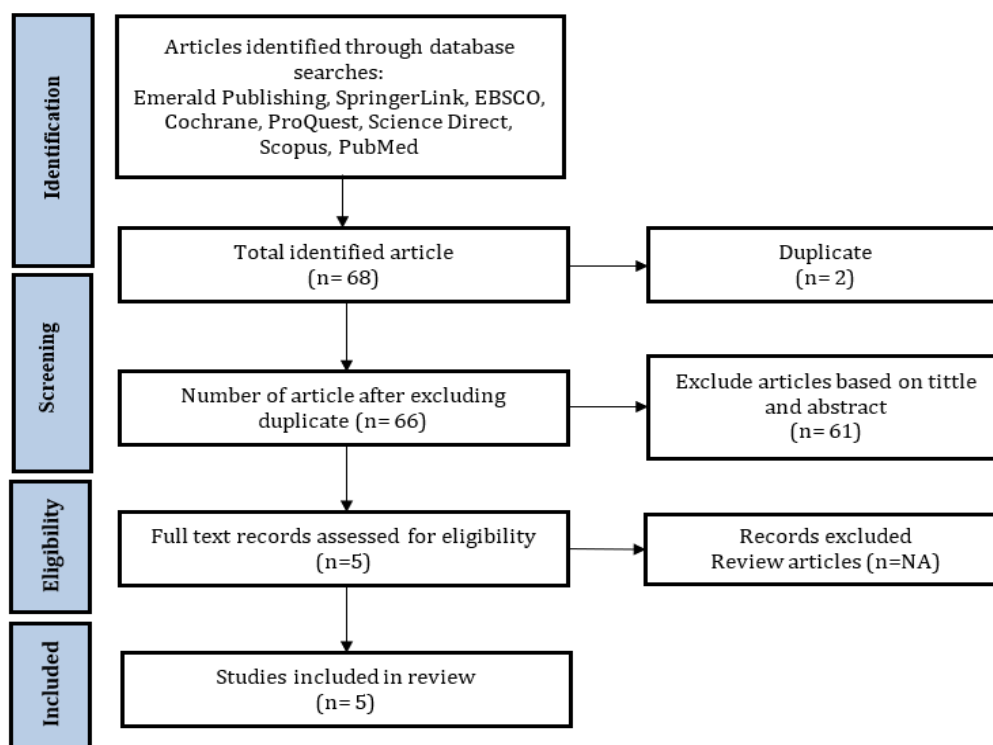 Identification
Articles identified through database
searches:
Emerald Publishing, SpringerLink, EBSCO,
Cochrane, ProQuest, Science Direct,
Scopus, PubMed
Total identified article
(n= 68)
Duplicate
(n= 2)
Screening
Number of article after excluding
duplicate (n= 66)
Exclude articles based on tittle
and abstract
(n= 61)
Eligibility
Full text records assessed for eligibility
(n=5)
Records excluded
Review articles (n=NA)
Included
Studies included in review
(n= 5)